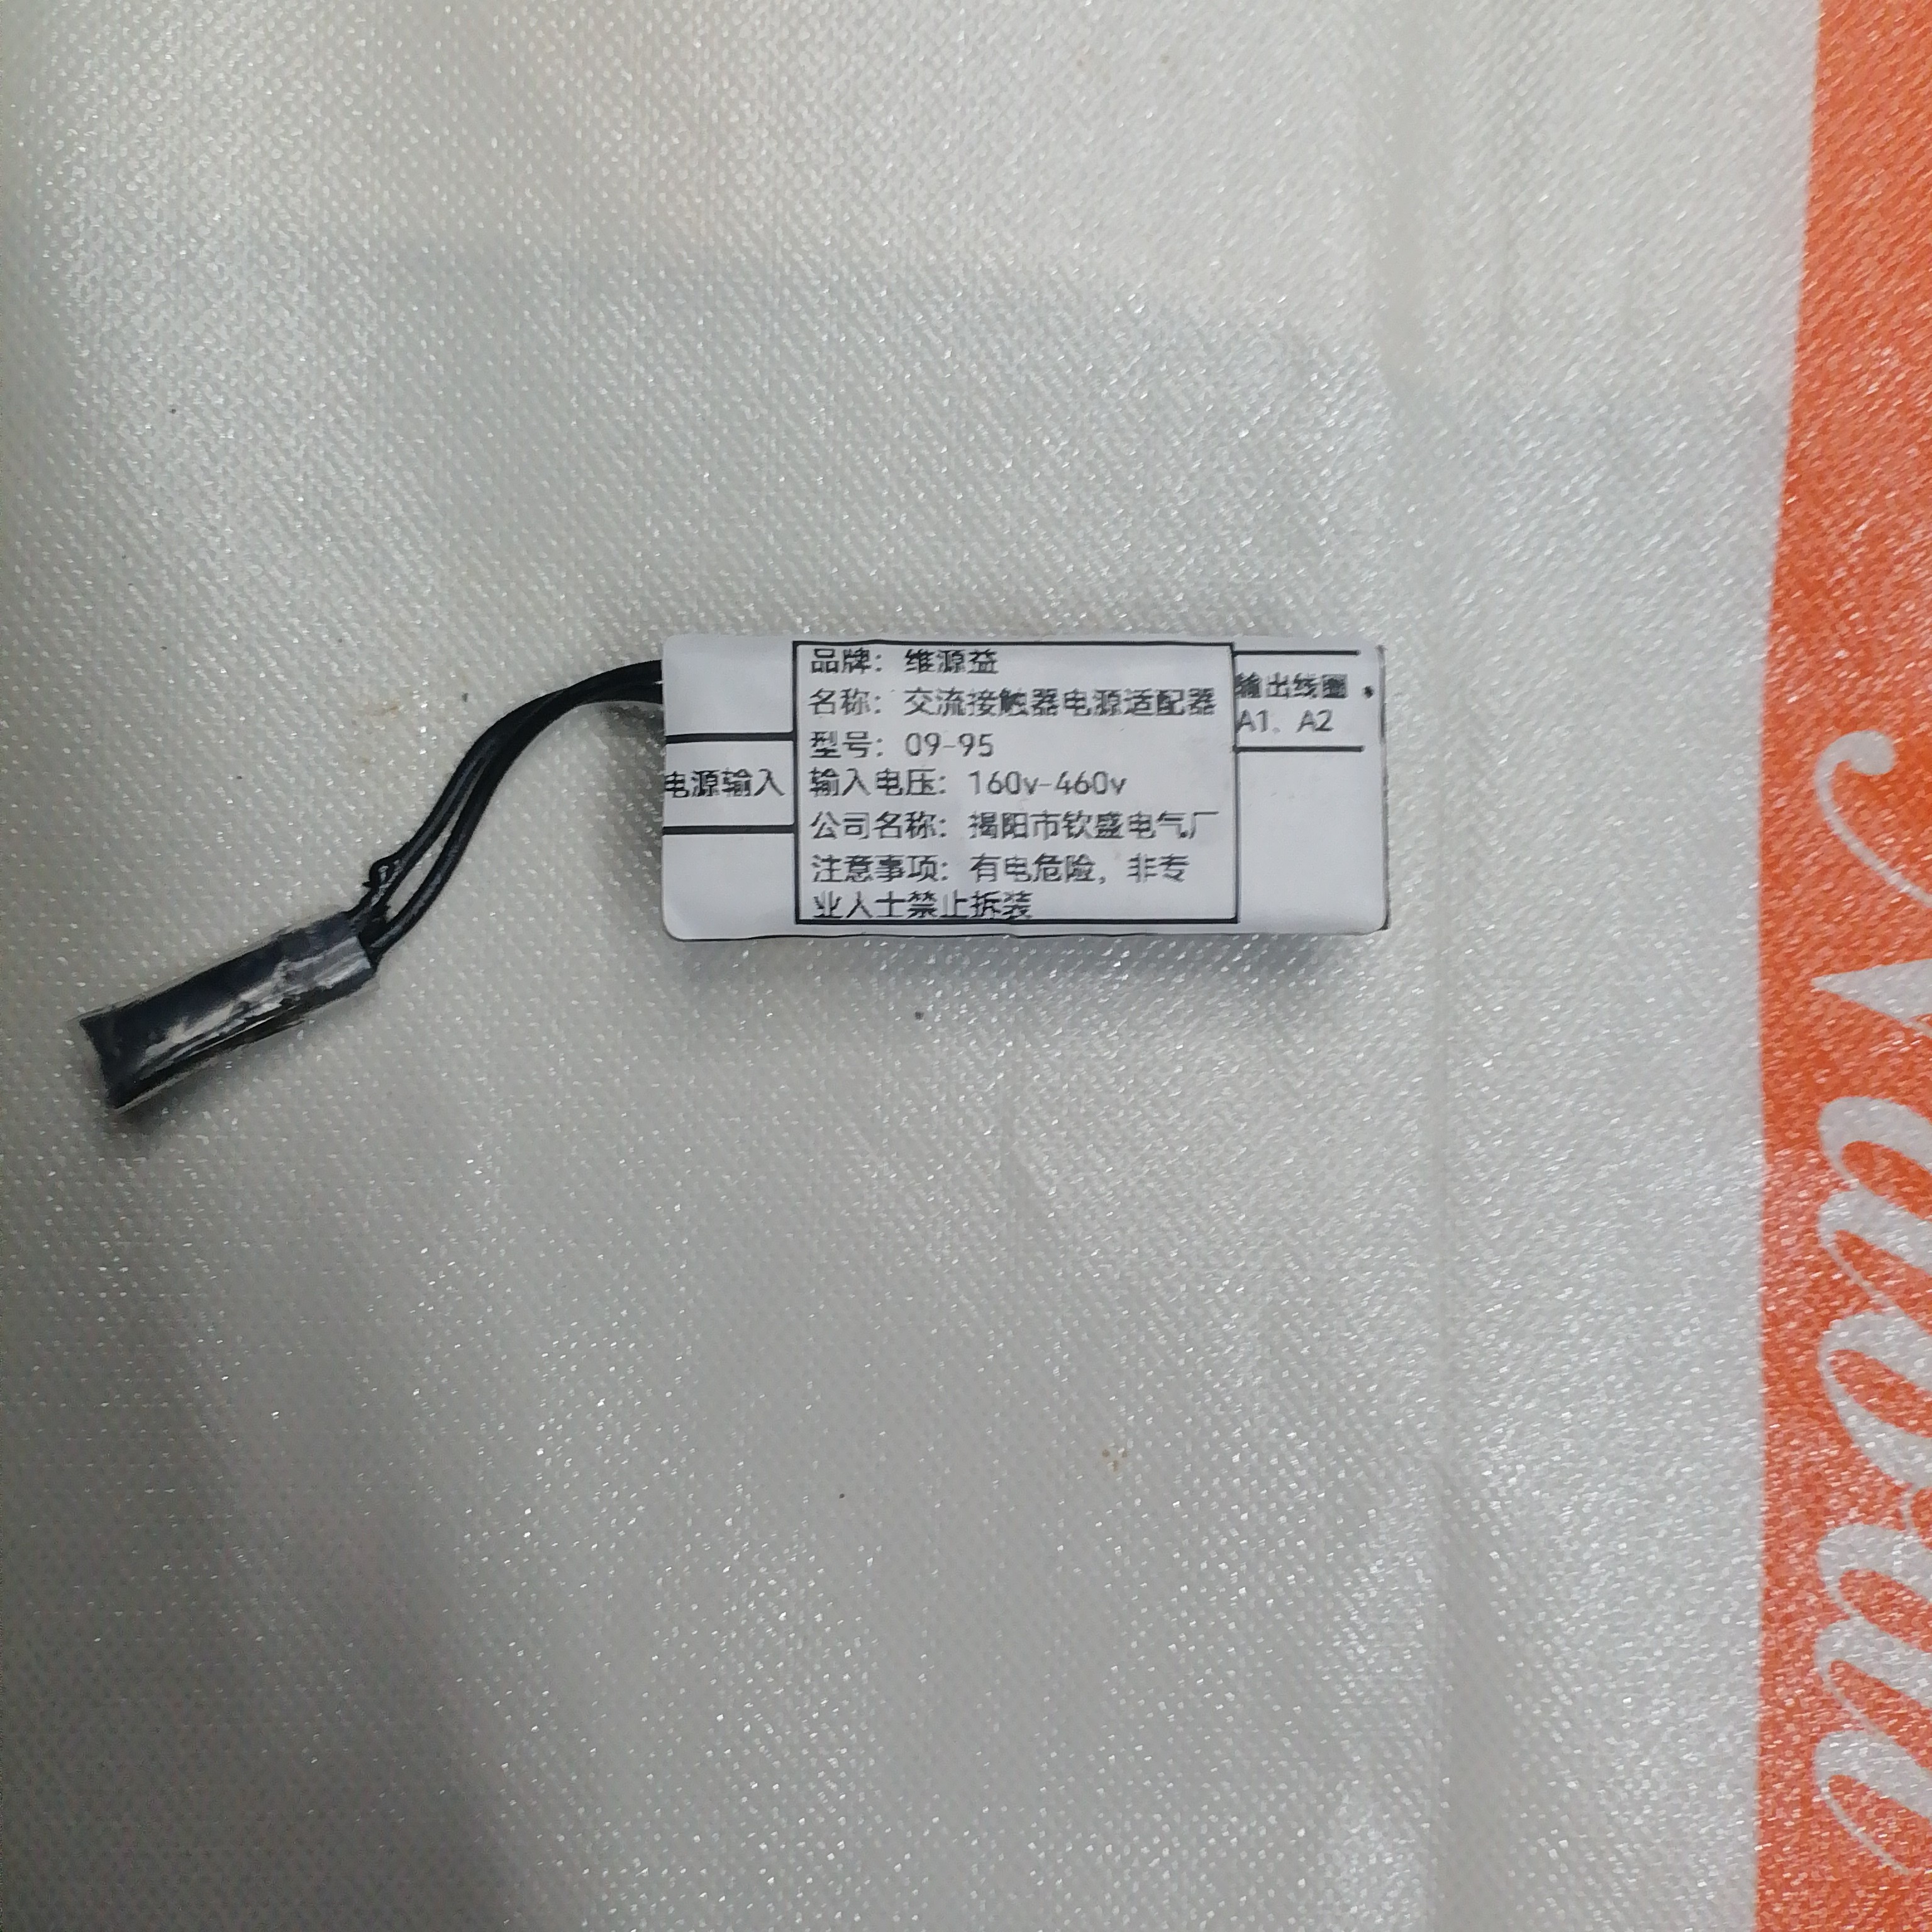 品牌：维源益
名称：交流接触器电源适配器
型号：09-95
输入电压：160v-460v
公司名称：揭阳市钦盛电气厂
注意事项：有电危险，非专
业人士禁止拆装
电源输入
输出线圈
A1、A2